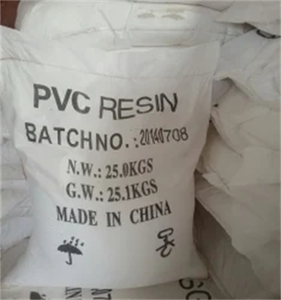 PVC RESIN
BATCHNO.:20140708
N.W.: 25.0KGS
G.W.: 25.1KGS
MADE IN CHINA